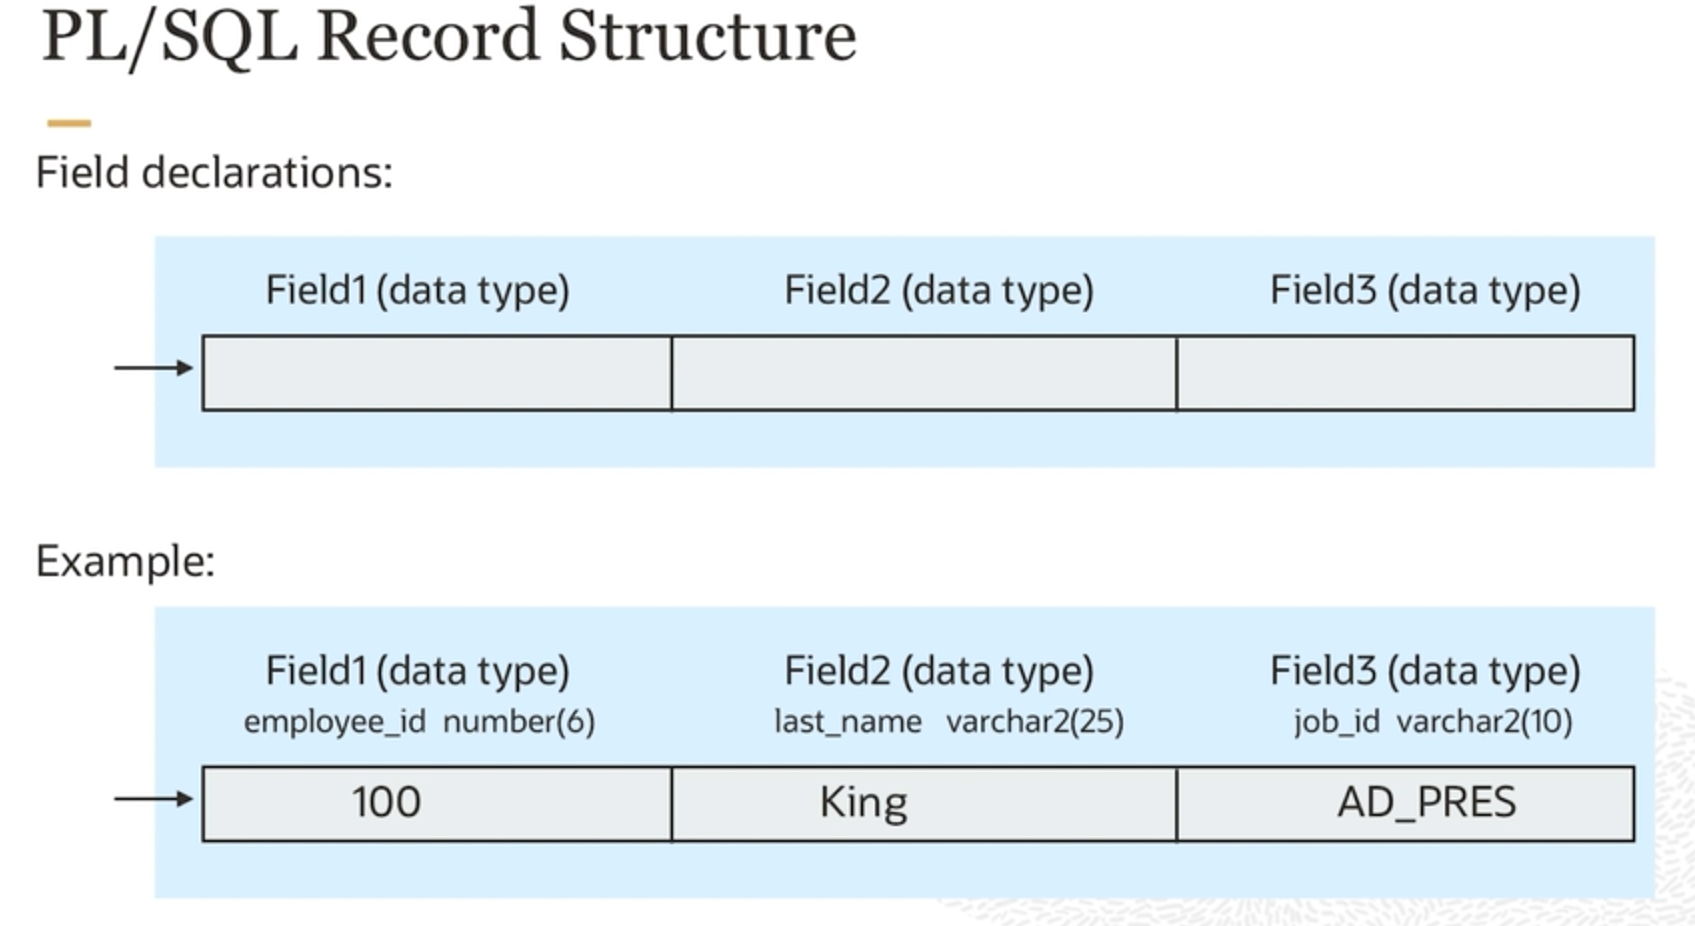 PL/SQL Record Structure
Field declarations:
Field1 (data type) Field2 (data type) Field3 (data type)
Example:
Field1 (data type) Field2 (data type) Field3 (data type)
employee_id number(6) last_name varchar2(25) job_id varchar2(10)
100 King AD_PRES